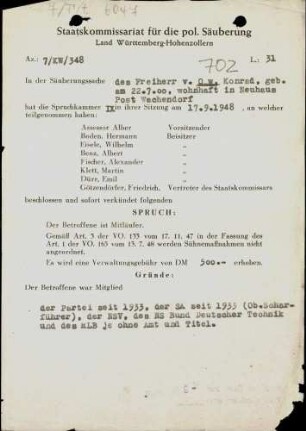 Staatskommissariat für die pol. Säuberung
Land Württemberg-Hohenzollern
Az.: 7/KW/348
L.: 31
702
In der Säuberungssache des Freiherr v. O w, Konrad, geb.
am 22.7.00, wohnhaft in Neuhaus
Post Wachendorf
hat die Spruchkammer IX in ihrer Sitzung am 17.9.1948 , an welcher
teilgenommen haben:
Assessor Alber Vorsitzender
Boden, Hermann Beisitzer
Eisele, Wilhelm "
Benz, Albert "
Fischer, Alexander "
Klett, Martin "
Dürr, Emil "
Götzendörfer, Friedrich. Vertreter des Staatskommissars
beschlossen und sofort verkündet folgenden
SPRUCH:
Der Betroffene ist Mitläufer.
Gemäß Art. 3 der VO. 133 vom 17. 11. 47 in der Fassung des
Art. 1 der VO. 165 vom 13. 7. 48 werden Sühnemaßnahmen nicht
angeordnet.
Es wird eine Verwaltungsgebühr von DM 500.-- erhoben.
Gründe:
Der Betroffene war Mitglied
der Partei seit 1933, der SA seit 1933 (Ob.Schar-
führer), der NSV, des NS Bund Deutscher Technik
und des RLB je ohne Amt und Titel.